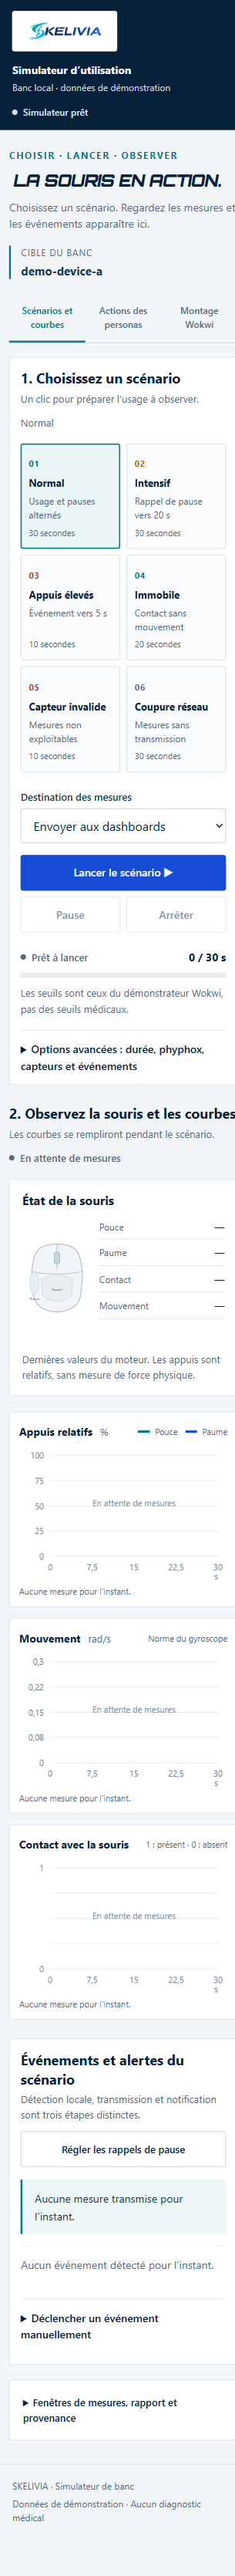 SKELIVIA
Simulateur d'utilisation
Banc local · données de démonstration
Simulateur prêt
CHOISIR · LANCER · OBSERVER
LA SOURIS EN ACTION.
Choisissez un scénario. Regardez les mesures et
les événements apparaître ici.
CIBLE DU BANC
demo-device-a
Scénarios et
courbes
Actions des
personas
Montage
Wokwi
1. Choisissez un scénario
Un clic pour préparer l'usage à observer.
Normal
01
Normal
Usage et pauses
alternés
30 secondes
02
Intensif
Rappel de pause
vers 20 s
30 secondes
03
Appuis élevés
Événement vers 5 s
10 secondes
04
Immobile
Contact sans
mouvement
20 secondes
05
Capteur invalide
Mesures non
exploitables
10 secondes
06
Coupure réseau
Mesures sans
transmission
30 secondes
Destination des mesures
Envoyer aux dashboards
Lancer le scénario ▶
Pause
Arrêter
Prêt à lancer
0 / 30 s
Les seuils sont ceux du démonstrateur Wokwi,
pas des seuils médicaux.
▶ Options avancées : durée, phyphox,
capteurs et événements
2. Observez la souris et les courbes
Les courbes se rempliront pendant le scénario.
En attente de mesures
État de la souris
Pouce —
Paume —
Contact —
Mouvement —
Dernières valeurs du moteur. Les appuis sont
relatifs, sans mesure de force physique.
Appuis relatifs %
Pouce
Paume
100
75
50
25
0
En attente de mesures
0 7,5 15 22,5 30
s
Aucune mesure pour l'instant.
Mouvement rad/s
Norme du gyroscope
0,3
0,22
0,15
0,08
0
En attente de mesures
0 7,5 15 22,5 30
s
Aucune mesure pour l'instant.
Contact avec la souris
1 : présent · 0 : absent
1
0
En attente de mesures
0 7,5 15 22,5 30
s
Aucune mesure pour l'instant.
Événements et alertes du
scénario
Détection locale, transmission et notification
sont trois étapes distinctes.
Régler les rappels de pause
Aucune mesure transmise pour
l'instant.
Aucun événement détecté pour l'instant.
▶ Déclencher un événement
manuellement
▶ Fenêtres de mesures, rapport et
provenance
SKELIVIA · Simulateur de banc
Données de démonstration · Aucun diagnostic
médical